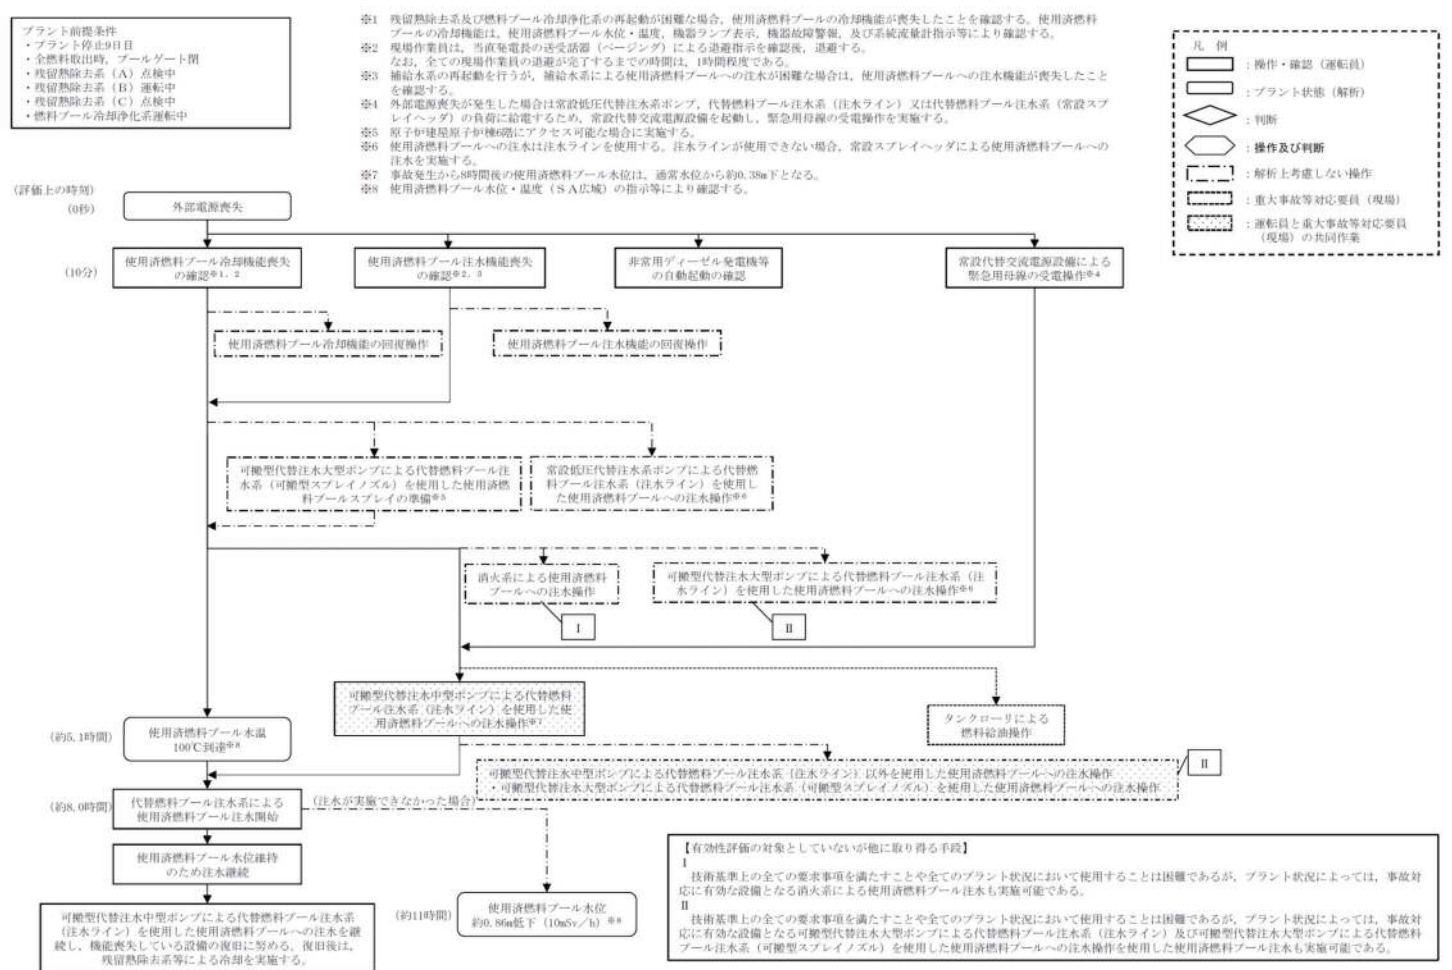 プラント前提条件
・プラント停止9日目
・全燃料取出時，プールゲート閉
・残留熱除去系（A）点検中
・残留熱除去系（B）運転中
・残留熱除去系（C）点検中
・燃料プール冷却浄化系運転中
※1 残留熱除去系及び燃料プール冷却浄化系の再起動が困難な場合，使用済燃料プールの冷却機能が喪失したことを確認する。使用済燃料
プールの冷却機能は，使用済燃料プール水位・温度，機器ランプ表示，機器故障警報，及び系統流量計指示等により確認する。
※2 現場作業員は，当直発電長の送受話器（ページング）による退避指示を確認後，退避する。
なお，全ての現場作業員の退避が完了するまでの時間は，1時間程度である。
※3 補給水系の再起動を行うが，補給水系による使用済燃料プールへの注水が困難な場合は，使用済燃料プールへの注水機能が喪失したこと
を確認する。
※4 外部電源喪失が発生した場合は常設低圧代替注水系ポンプ，代替燃料プール注水系（注水ライン）又は代替燃料プール注水系（常設スプ
レイヘッダ）の負荷に給電するため，常設代替交流電源設備を起動し，緊急用母線の受電操作を実施する。
※5 原子炉建屋原子炉棟6階にアクセス可能な場合に実施する。
※6 使用済燃料プールへの注水は注水ラインを使用する。注水ラインが使用できない場合，常設スプレイヘッダによる使用済燃料プールへの
注水を実施する。
※7 事故発生から8時間後の使用済燃料プール水位は，通常水位から約0.38m下となる。
※8 使用済燃料プール水位・温度（SA広域）の指示等により確認する。
凡 例
：操作・確認（運転員）
：プラント状態（解析）
：判断
：操作及び判断
：解析上考慮しない操作
：重大事故等対応要員（現場）
：運転員と重大事故等対応要員
（現場）の共同作業
（評価上の時刻）
（0秒）
外部電源喪失
（10分）
使用済燃料プール冷却機能喪失
の確認※1，2
使用済燃料プール注水機能喪失
の確認※2，3
非常用ディーゼル発電機等
の自動起動の確認
常設代替交流電源設備による
緊急用母線の受電操作※4
使用済燃料プール冷却機能の回復操作
使用済燃料プール注水機能の回復操作
可搬型代替注水大型ポンプによる代替燃料プール注
水系（可搬型スプレイノズル）を使用した使用済燃
料プールスプレイの準備※5
常設低圧代替注水系ポンプによる代替燃
料プール注水系（注水ライン）を使用し
た使用済燃料プールへの注水操作※6
消火系による使用済燃料
プールへの注水操作
可搬型代替注水大型ポンプによる代替燃料プール注水系（注
水ライン）を使用した使用済燃料プールへの注水操作※6
Ⅰ
Ⅱ
可搬型代替注水中型ポンプによる代替燃料
プール注水系（注水ライン）を使用した使
用済燃料プールへの注水操作※7
タンクローリによる
燃料給油操作
（約5.1時間）
使用済燃料プール水温
100℃到達※8
可搬型代替注水中型ポンプによる代替燃料プール注水系（注水ライン）以外を使用した使用済燃料プールへの注水操作
・可搬型代替注水大型ポンプによる代替燃料プール注水系（可搬型スプレイノズル）を使用した使用済燃料プールへの注水操作
Ⅱ
（約8.0時間）
代替燃料プール注水系による
使用済燃料プール注水開始
（注水が実施できなかった場合）
使用済燃料プール水位維持
のため注水継続
可搬型代替注水中型ポンプによる代替燃料プール注水系
（注水ライン）を使用した使用済燃料プールへの注水を継
続し，機能喪失している設備の復旧に努める。復旧後は，
残留熱除去系等による冷却を実施する。
（約11時間）
使用済燃料プール水位
約0.86m低下（10mSv／h）※8
【有効性評価の対象としていないが他に取り得る手段】
Ⅰ
技術基準上の全ての要求事項を満たすことや全てのプラント状況において使用することは困難であるが，プラント状況によっては，事故対
応に有効な設備となる消火系による使用済燃料プール注水も実施可能である。
Ⅱ
技術基準上の全ての要求事項を満たすことや全てのプラント状況において使用することは困難であるが，プラント状況によっては，事故対
応に有効な設備となる可搬型代替注水大型ポンプによる代替燃料プール注水系（注水ライン）及び可搬型代替注水大型ポンプによる代替燃料
プール注水系（可搬型スプレイノズル）を使用した使用済燃料プールへの注水操作を使用した使用済燃料プール注水も実施可能である。